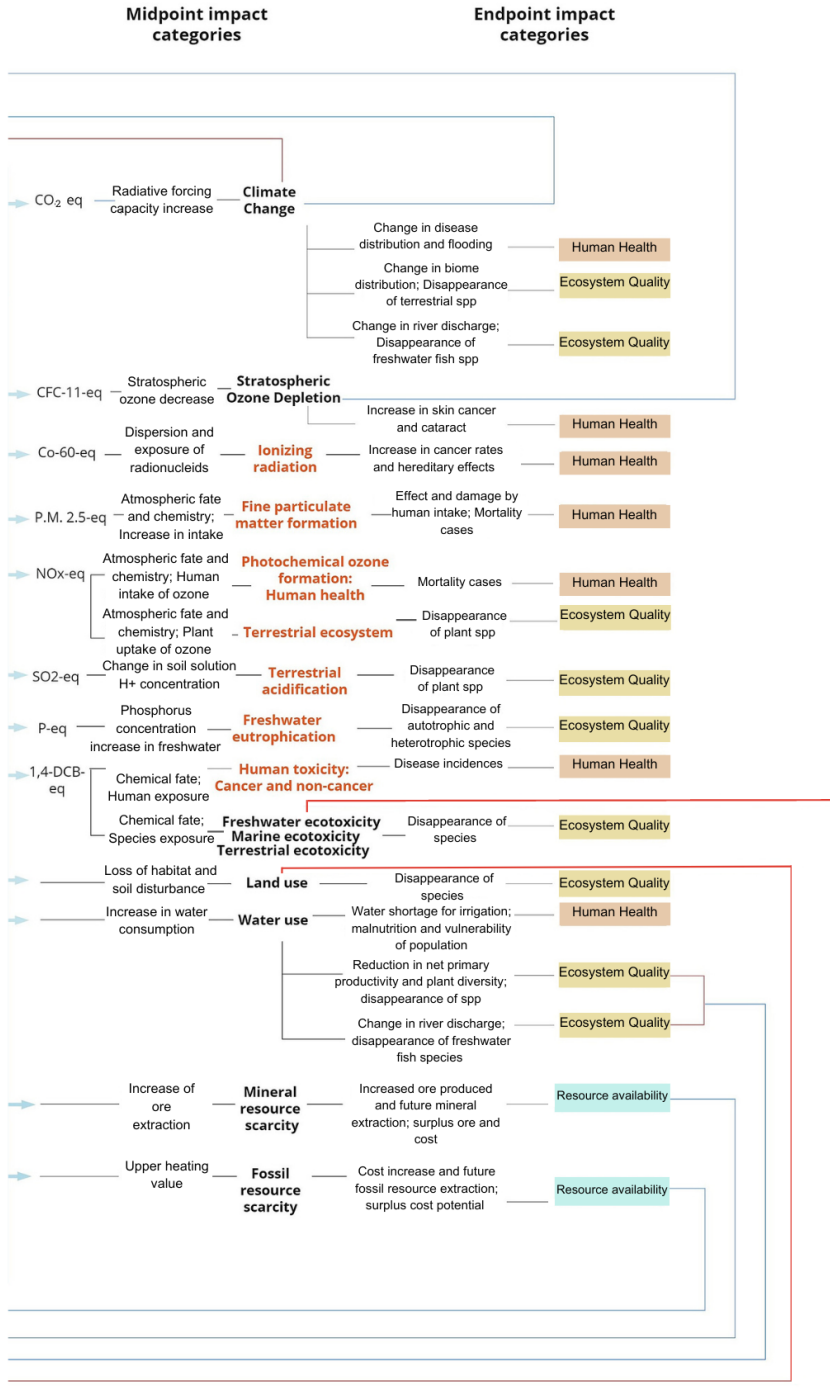 Midpoint impact
categories
Endpoint impact
categories
CO₂ eq
Radiative forcing
capacity increase
Climate
Change
Change in disease
distribution and flooding
Human Health
Change in biome
distribution; Disappearance
of terrestrial spp
Ecosystem Quality
Change in river discharge;
Disappearance of
freshwater fish spp
Ecosystem Quality
CFC-11-eq
Stratospheric
ozone decrease
Stratospheric
Ozone Depletion
Increase in skin cancer
and cataract
Human Health
Co-60-eq
Dispersion and
exposure of
radionucleids
Ionizing
radiation
Increase in cancer rates
and hereditary effects
Human Health
P.M. 2.5-eq
Atmospheric fate
and chemistry;
Increase in intake
Fine particulate
matter formation
Effect and damage by
human intake; Mortality
cases
Human Health
NOx-eq
Atmospheric fate and
chemistry; Human
intake of ozone
Photochemical ozone
formation:
Human health
Mortality cases
Human Health
Atmospheric fate and
chemistry; Plant
uptake of ozone
Terrestrial ecosystem
Disappearance
of plant spp
Ecosystem Quality
SO2-eq
Change in soil solution
H+ concentration
Terrestrial
acidification
Disappearance
of plant spp
Ecosystem Quality
P-eq
Phosphorus
concentration
increase in freshwater
Freshwater
eutrophication
Disappearance of
autotrophic and
heterotrophic species
Ecosystem Quality
1,4-DCB-
eq
Chemical fate;
Human exposure
Human toxicity:
Cancer and non-cancer
Disease incidences
Human Health
Chemical fate;
Species exposure
Freshwater ecotoxicity
Marine ecotoxicity
Terrestrial ecotoxicity
Disappearance of
species
Ecosystem Quality
Loss of habitat and
soil disturbance
Land use
Disappearance of
species
Ecosystem Quality
Increase in water
consumption
Water use
Water shortage for irrigation;
malnutrition and vulnerability
of population
Human Health
Reduction in net primary
productivity and plant diversity;
disappearance of spp
Ecosystem Quality
Change in river discharge;
disappearance of freshwater
fish species
Ecosystem Quality
Increase of
ore
extraction
Mineral
resource
scarcity
Increased ore produced
and future mineral
extraction; surplus ore and
cost
Resource availability
Upper heating
value
Fossil
resource
scarcity
Cost increase and future
fossil resource extraction;
surplus cost potential
Resource availability